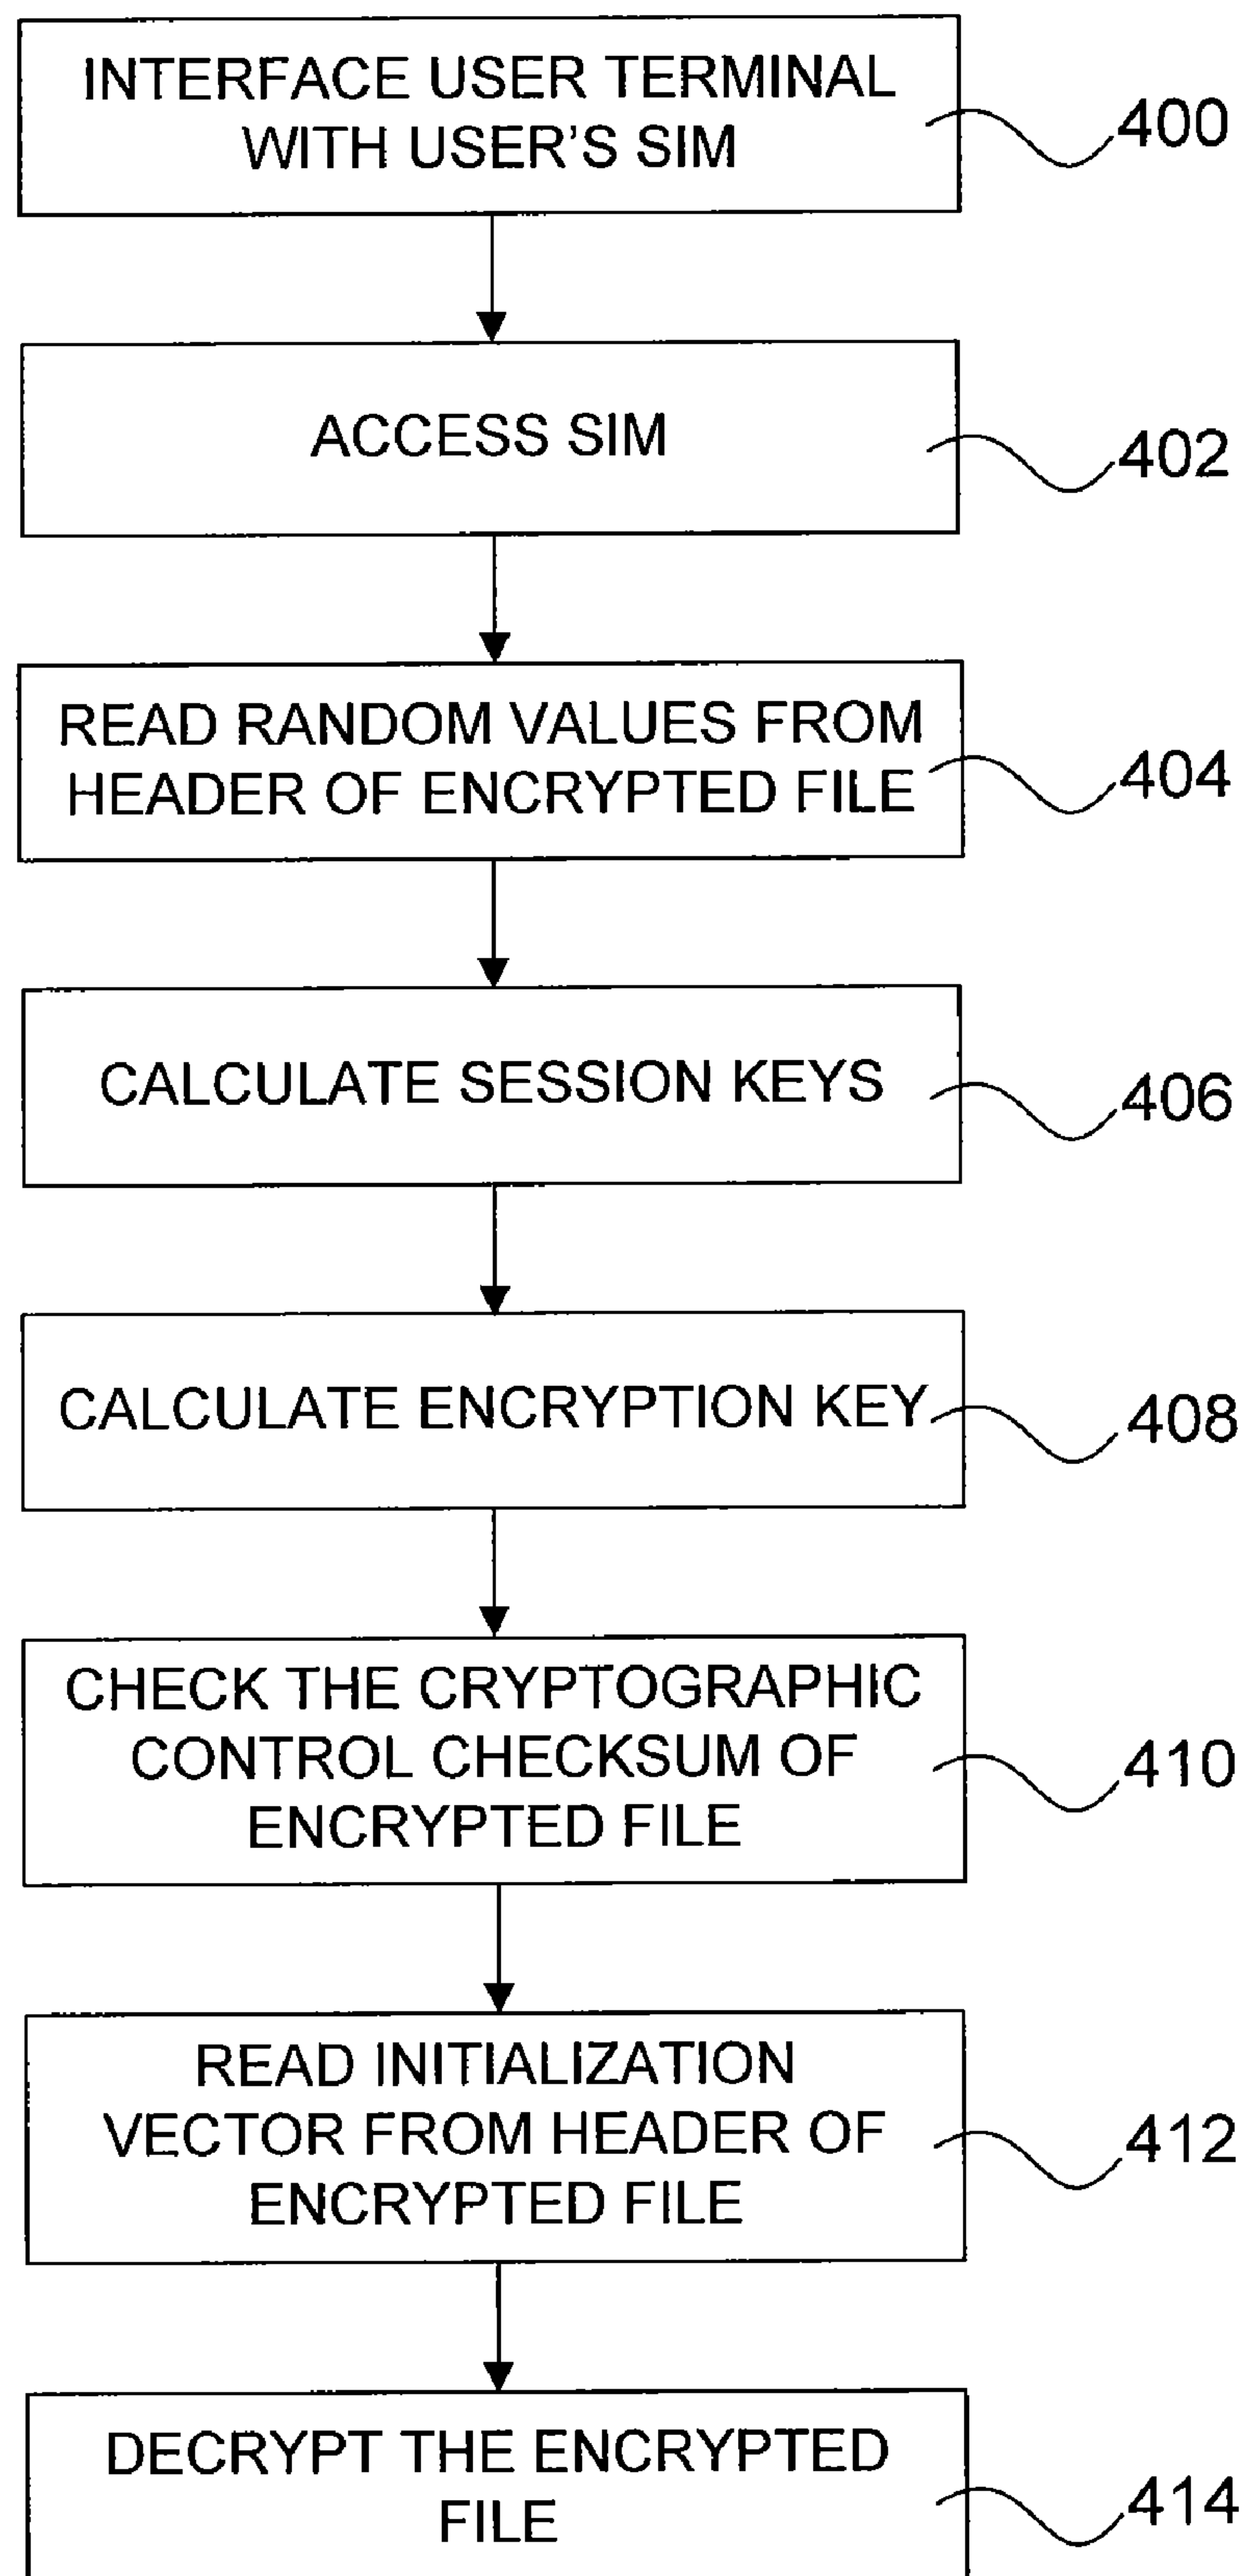 INTERFACE USER TERMINAL
WITH USER'S SIM
400
ACCESS SIM
402
READ RANDOM VALUES FROM
HEADER OF ENCRYPTED FILE
404
CALCULATE SESSION KEYS
406
CALCULATE ENCRYPTION KEY
408
CHECK THE CRYPTOGRAPHIC
CONTROL CHECKSUM OF
ENCRYPTED FILE
410
READ INITIALIZATION
VECTOR FROM HEADER OF
ENCRYPTED FILE
412
DECRYPT THE ENCRYPTED
FILE
414